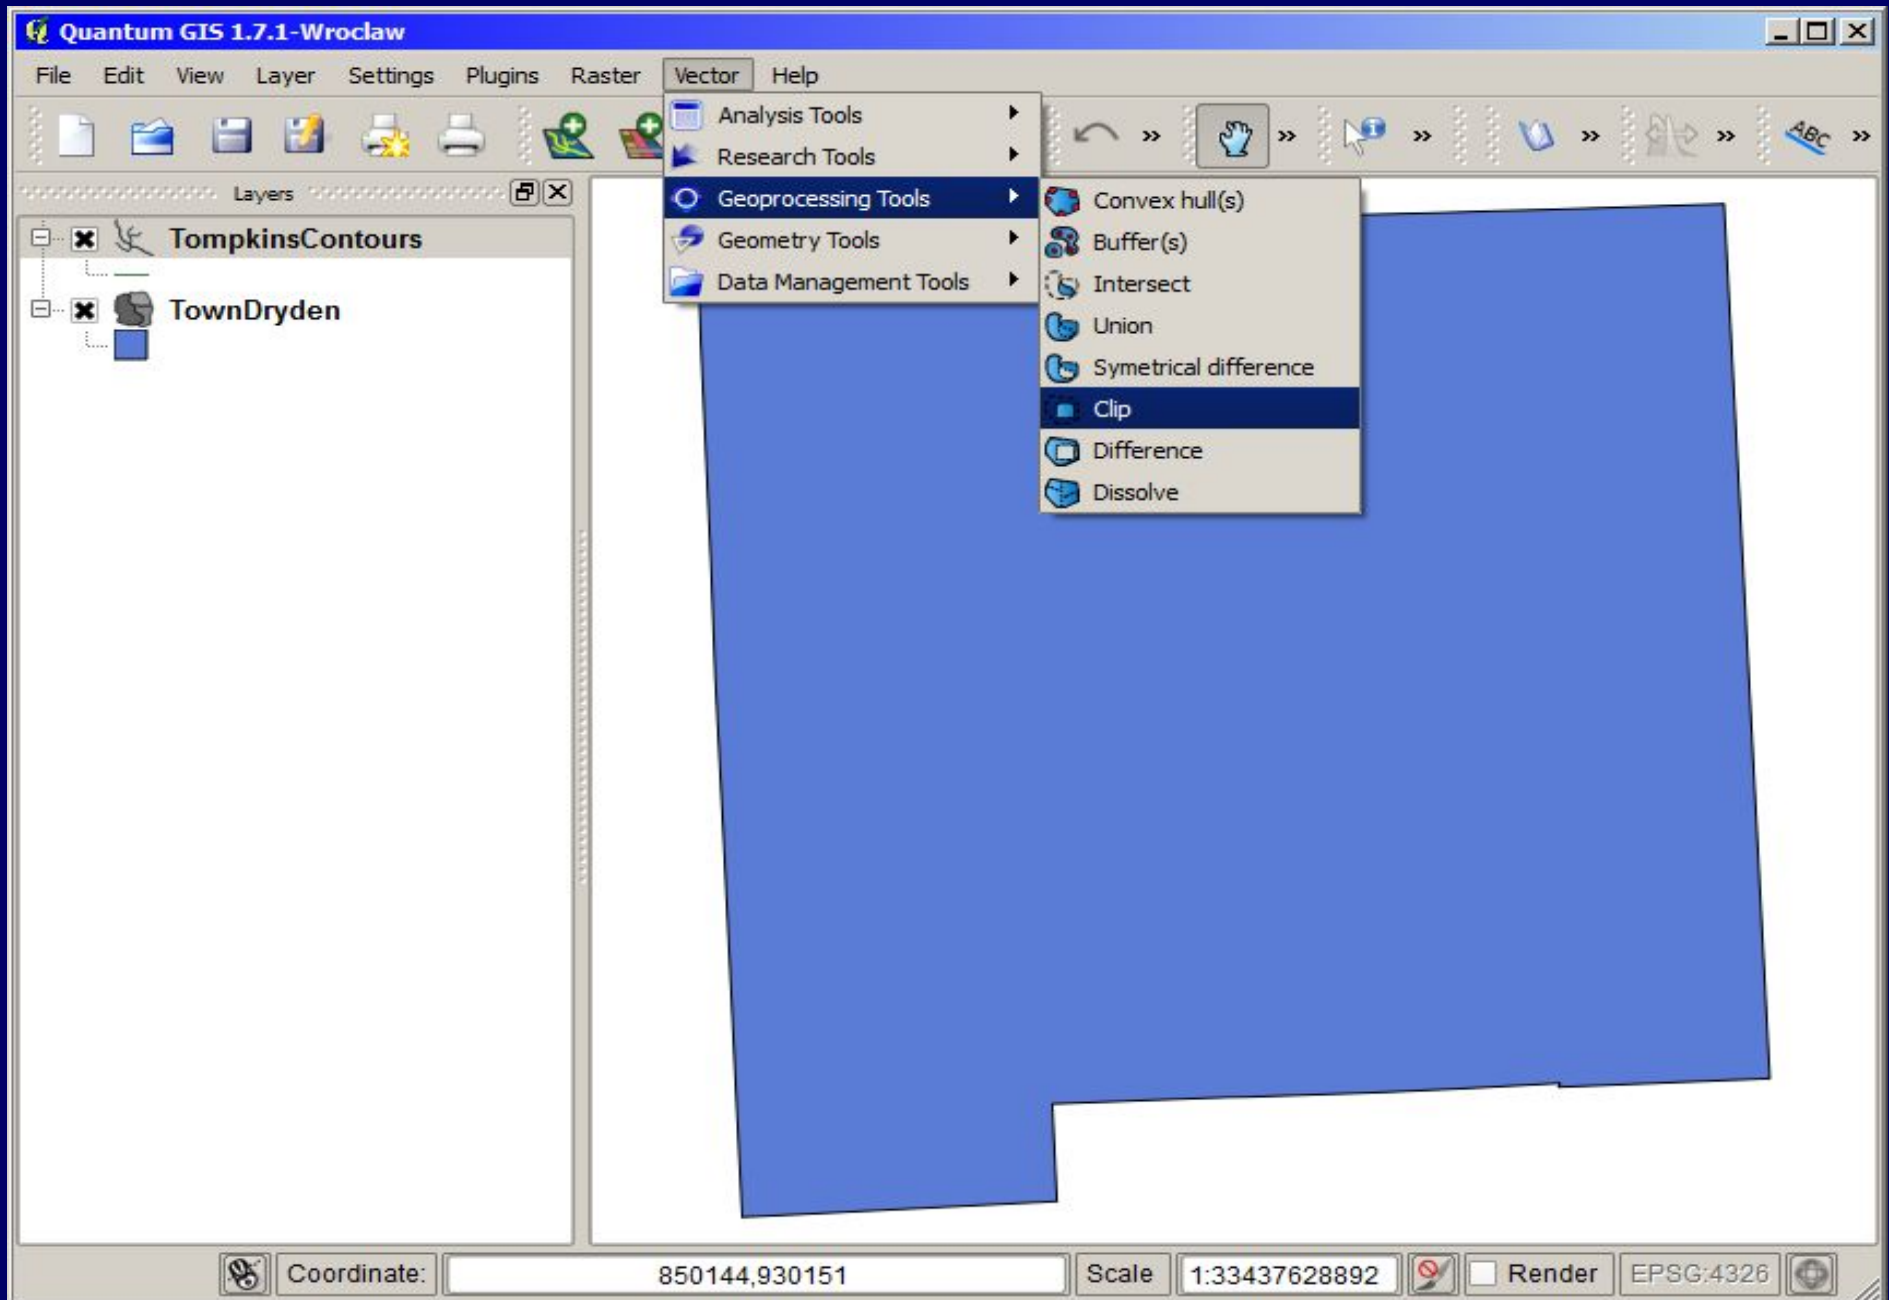 Quantum GIS 1.7.1-Wroclaw
File Edit View Layer Settings Plugins Raster Vector Help
Analysis Tools
Research Tools
Geoprocessing Tools
Geometry Tools
Data Management Tools
Convex hull(s)
Buffer(s)
Intersect
Union
Symetrical difference
Clip
Difference
Dissolve
ABC
Layers
TompkinsContours
TownDryden
Coordinate: 850144,930151 Scale 1:33437628892 Render EPSG:4326